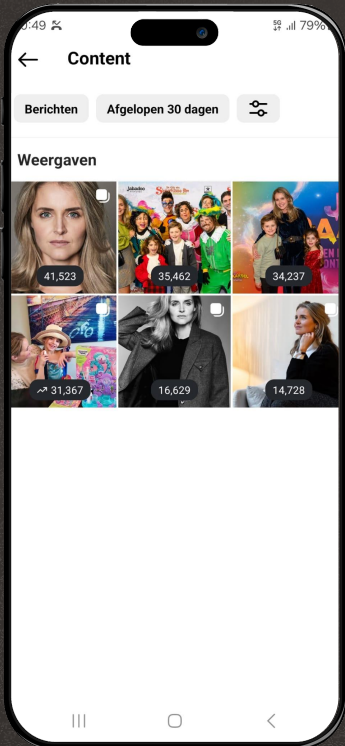 0:49
5G 79%
Content
Berichten
Afgelopen 30 dagen
Weergaven
41,523
35,462
34,237
31,367
16,629
14,728